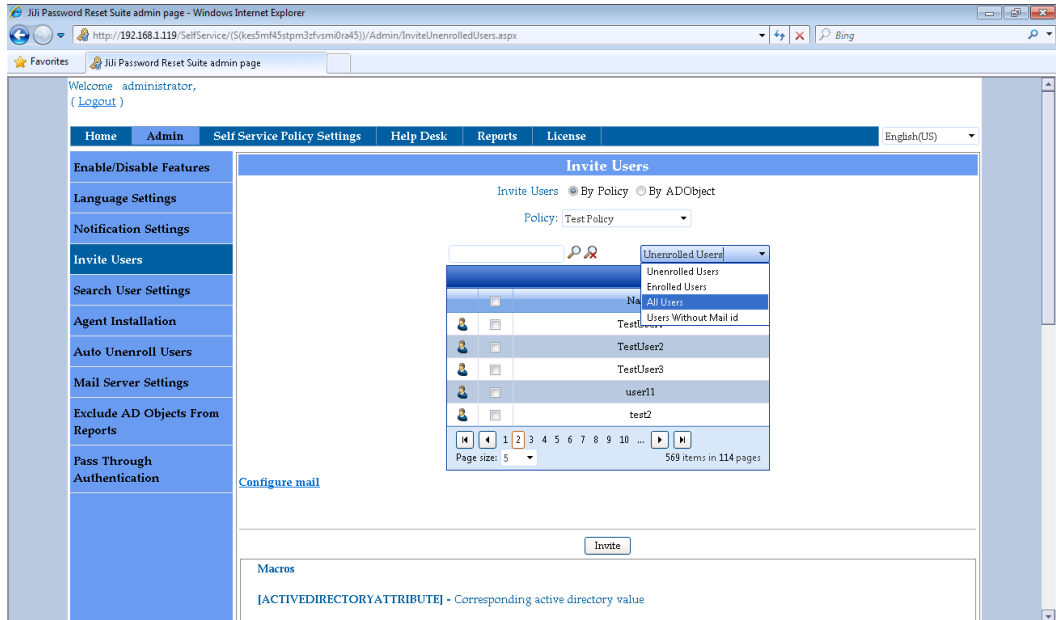 JiJi Password Reset Suite admin page - Windows Internet Explorer
http://192.168.1.119/SelfService/(S(kes5mf45stpm3zfvsmi0ra45))/Admin/InviteUnenrolledUsers.aspx
Bing
Favorites
JiJi Password Reset Suite admin page
Welcome administrator,
( Logout )
Home Admin Self Service Policy Settings Help Desk Reports License English(US)
Enable/Disable Features
Language Settings
Notification Settings
Invite Users
Search User Settings
Agent Installation
Auto Unenroll Users
Mail Server Settings
Exclude AD Objects From
Reports
Pass Through
Authentication
Invite Users
Invite Users By Policy By ADObject
Policy: Test Policy
Unenrolled Users
Unenrolled Users
Enrolled Users
All Users
Users Without Mail id
Na
TestUser1
TestUser2
TestUser3
user11
test2
1 2 3 4 5 6 7 8 9 10 ...
Page size: 5 569 items in 114 pages
Configure mail
Invite
Macros
[ACTIVEDIRECTORYATTRIBUTE] - Corresponding active directory value